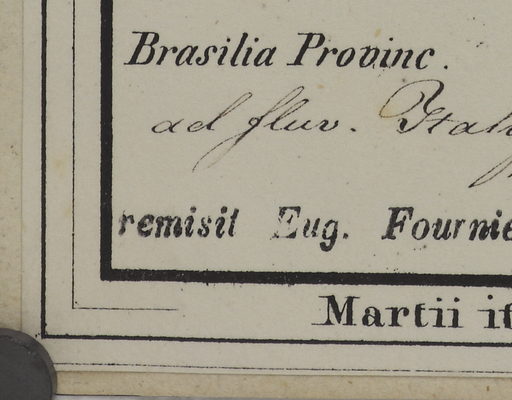 Brasilia Provinc.
ad fluv.
remisit Eug. Fournie
Martii